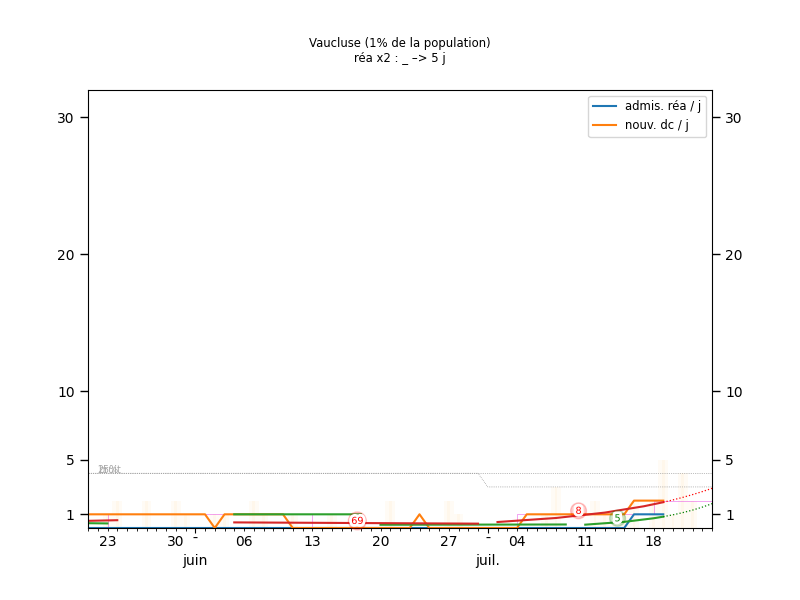 Vaucluse (1% de la population)
réa x2 : _ –> 5 j
admis. réa / j
nouv. dc / j
30 30
20 20
10 10
5 5
8
69
5
1 1
23 30 - 06 13 20 27 - 04 11 18
juin juil.